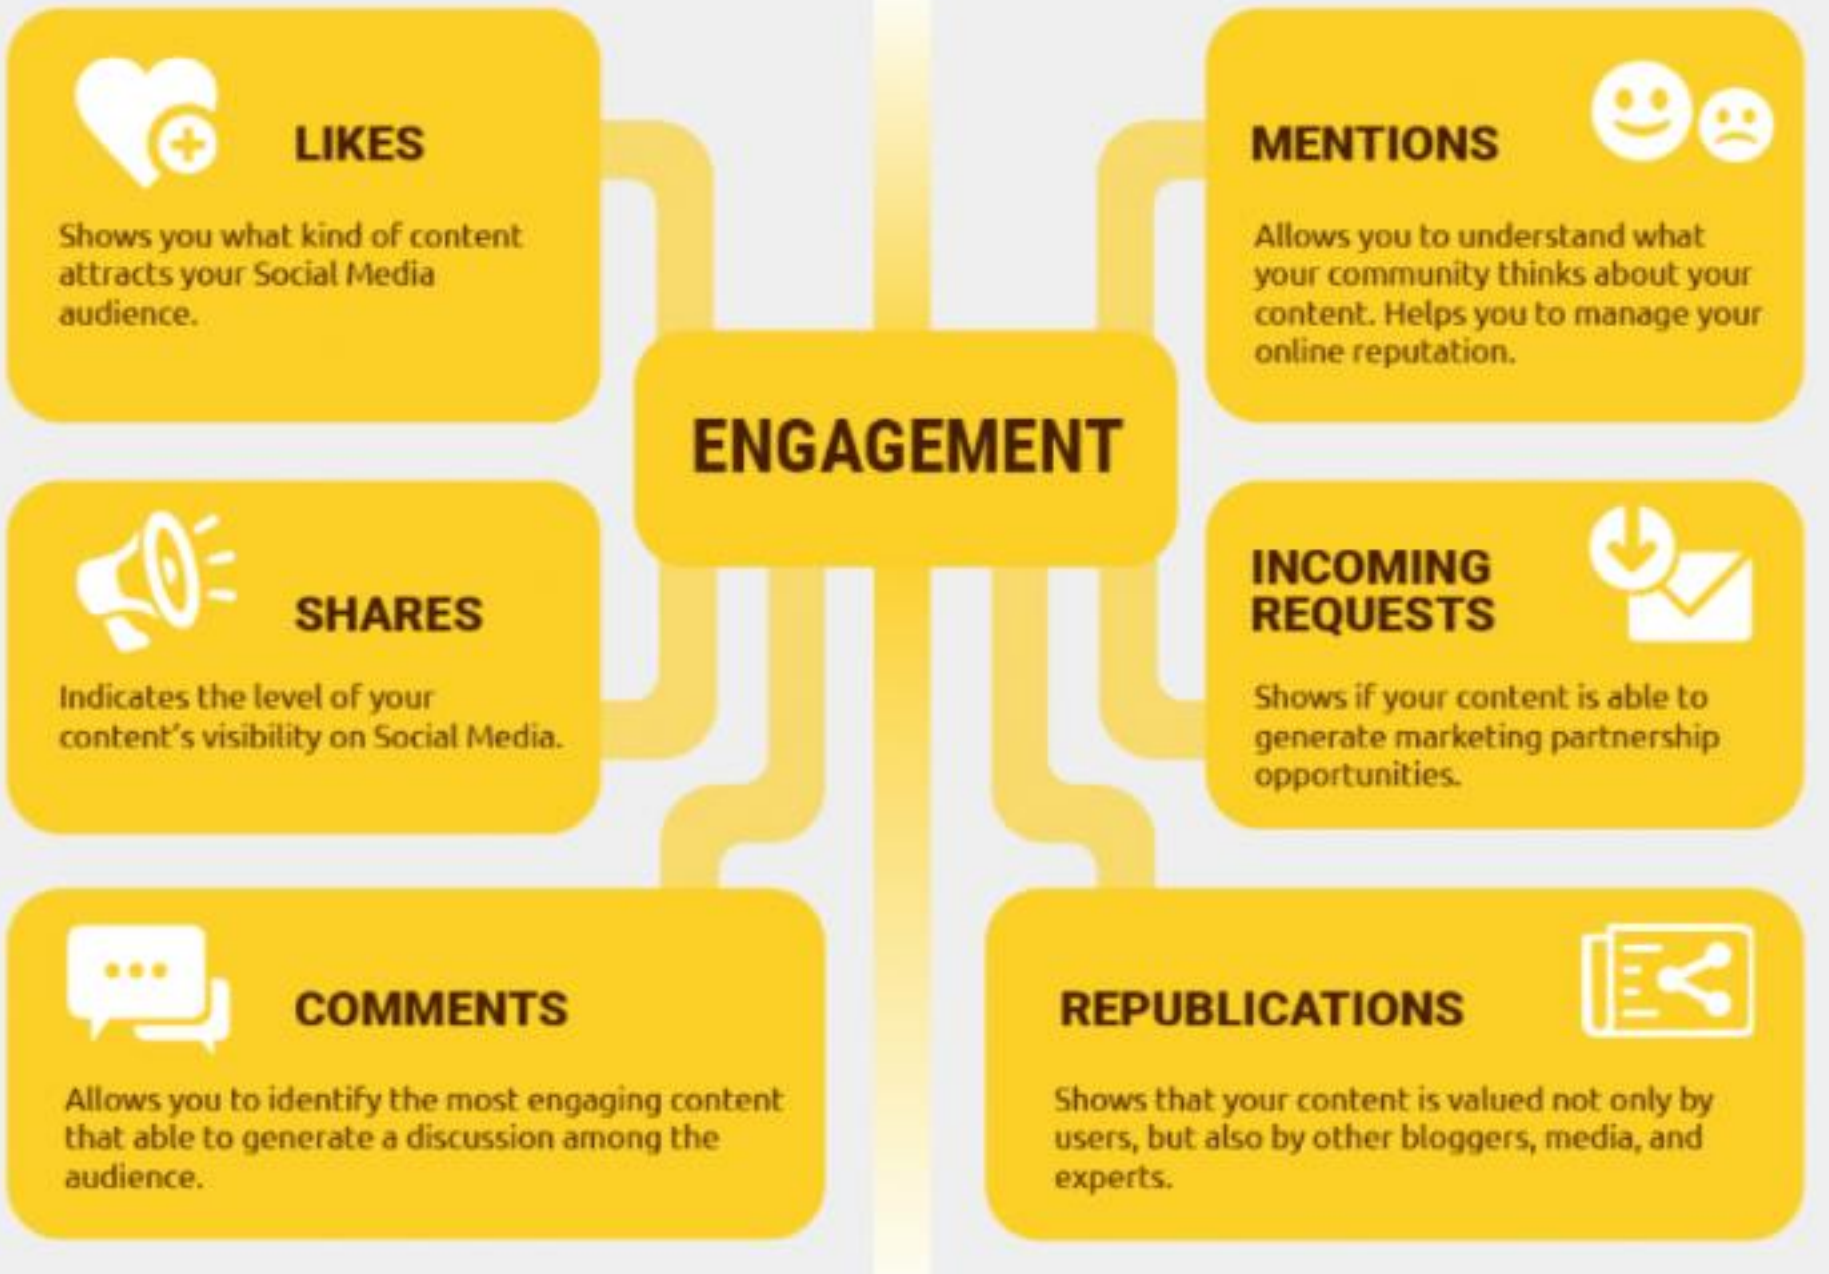 LIKES
Shows you what kind of content
attracts your Social Media
audience.
MENTIONS
Allows you to understand what
your community thinks about your
content. Helps you to manage your
online reputation.
ENGAGEMENT
SHARES
Indicates the level of your
content's visibility on Social Media.
INCOMING
REQUESTS
Shows if your content is able to
generate marketing partnership
opportunities.
COMMENTS
Allows you to identify the most engaging content
that able to generate a discussion among the
audience.
REPUBLICATIONS
Shows that your content is valued not only by
users, but also by other bloggers, media, and
experts.